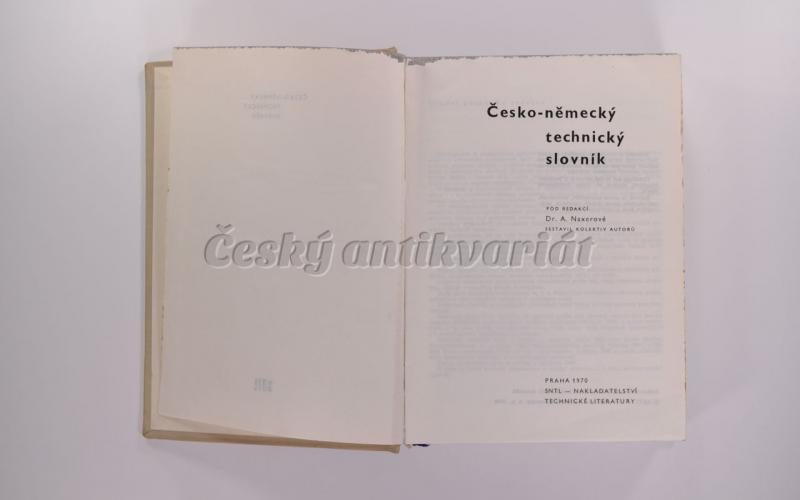 Česko-německý
technický
slovník
POD REDAKCÍ
Dr. A. Naxerové
SESTAVIL KOLEKTIV AUTORŮ
Český antikvariát
PRAHA 1970
SNTL — NAKLADATELSTVÍ
TECHNICKÉ LITERATURY